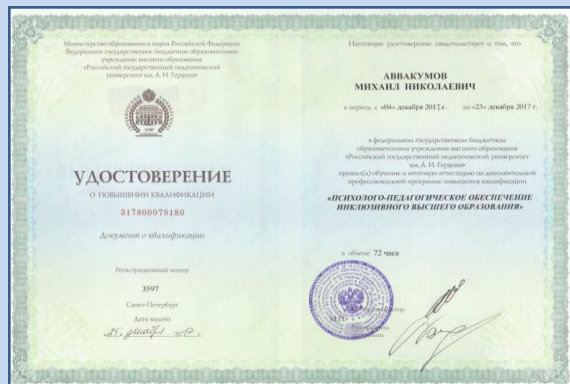 Министерство образования и науки Российской Федерации
Федеральное государственное бюджетное образовательное
учреждение высшего образования
«Российский государственный педагогический
университет им. А. И. Герцена»
1797
УДОСТОВЕРЕНИЕ
О ПОВЫШЕНИИ КВАЛИФИКАЦИИ
317800079180
Документ о квалификации
Регистрационный номер
3597
Санкт-Петербург
Дата выдачи
«25» декабря 2017 г.
Настоящее удостоверение свидетельствует о том, что
АВВАКУМОВ
МИХАИЛ НИКОЛАЕВИЧ
в период с «04» декабря 2017 г. по «23» декабря 2017 г.
в федеральном государственном бюджетном
образовательном учреждении высшего образования
«Российский государственный педагогический университет
им. А. И. Герцена»
прошел(а) обучение и итоговую аттестацию по дополнительной
профессиональной программе повышения квалификации
«ПСИХОЛОГО-ПЕДАГОГИЧЕСКОЕ ОБЕСПЕЧЕНИЕ
ИНКЛЮЗИВНОГО ВЫСШЕГО ОБРАЗОВАНИЯ»
в объеме 72 часа
М.П.